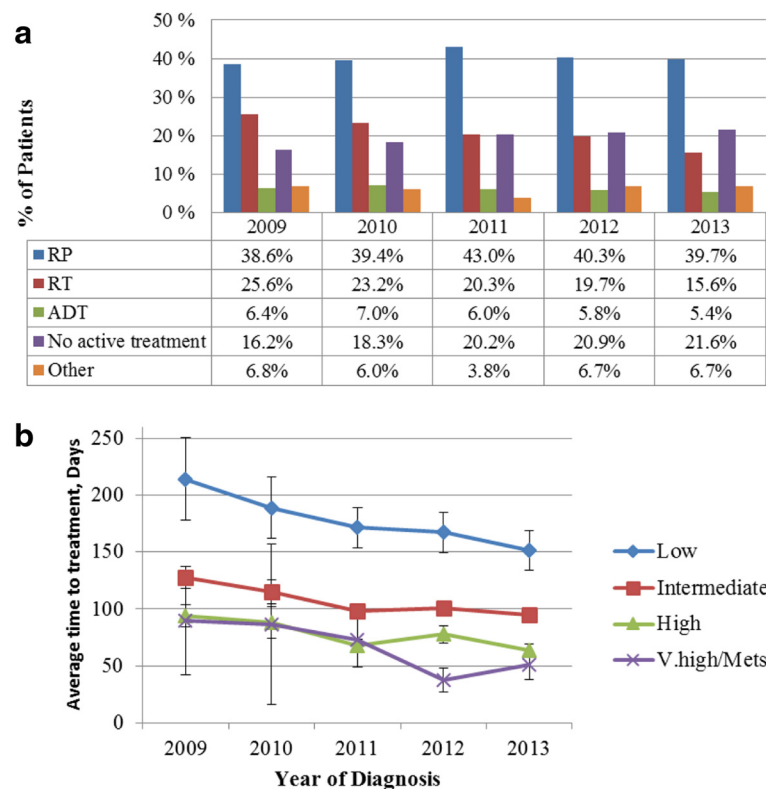 a
50 %
40 %
30 %
20 %
10 %
0 %
% of Patients
2009 2010 2011 2012 2013
RP 38.6% 39.4% 43.0% 40.3% 39.7%
RT 25.6% 23.2% 20.3% 19.7% 15.6%
ADT 6.4% 7.0% 6.0% 5.8% 5.4%
No active treatment 16.2% 18.3% 20.2% 20.9% 21.6%
Other 6.8% 6.0% 3.8% 6.7% 6.7%
b
250
200
150
100
50
0
Average time to treatment, Days
2009 2010 2011 2012 2013
Year of Diagnosis
Low
Intermediate
High
V.high/Mets